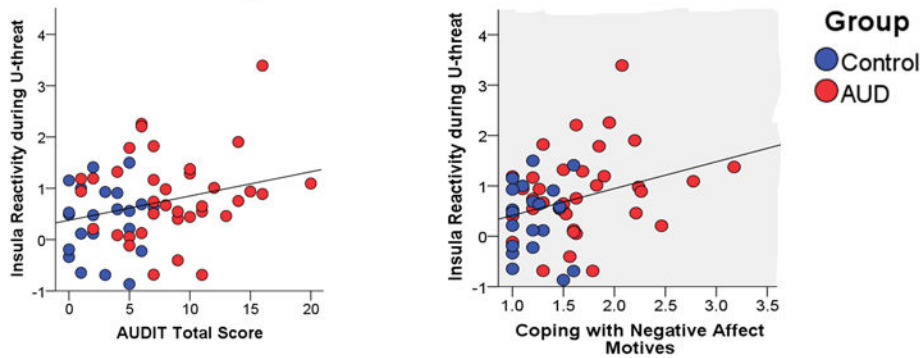 Insula Reactivity during U-threat
4
3
2
1
0
-1
0 5 10 15 20
AUDIT Total Score
Insula Reactivity during U-threat
4
3
2
1
0
-1
1.0 1.5 2.0 2.5 3.0 3.5
Coping with Negative Affect
Motives
Group
Control
AUD